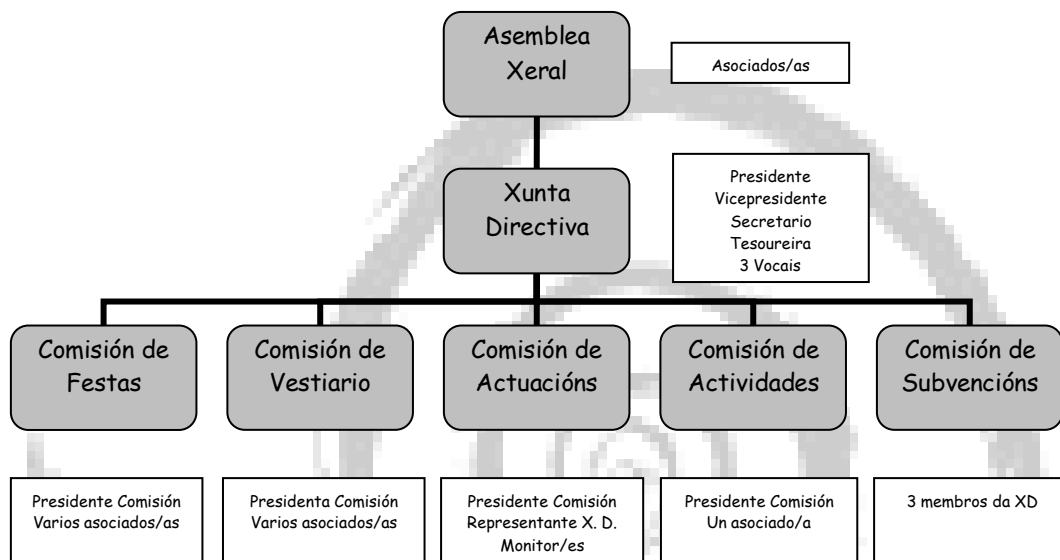 Asemblea
Xeral
Asociados/as
Xunta
Directiva
Presidente
Vicepresidente
Secretario
Tesoureira
3 Vocais
Comisión de
Festas
Comisión de
Vestiario
Comisión de
Actuacións
Comisión de
Actividades
Comisión de
Subvencións
Presidente Comisión
Varios asociados/as
Presidenta Comisión
Varios asociados/as
Presidente Comisión
Representante X. D.
Monitor/es
Presidente Comisión
Un asociado/a
3 membros da XD